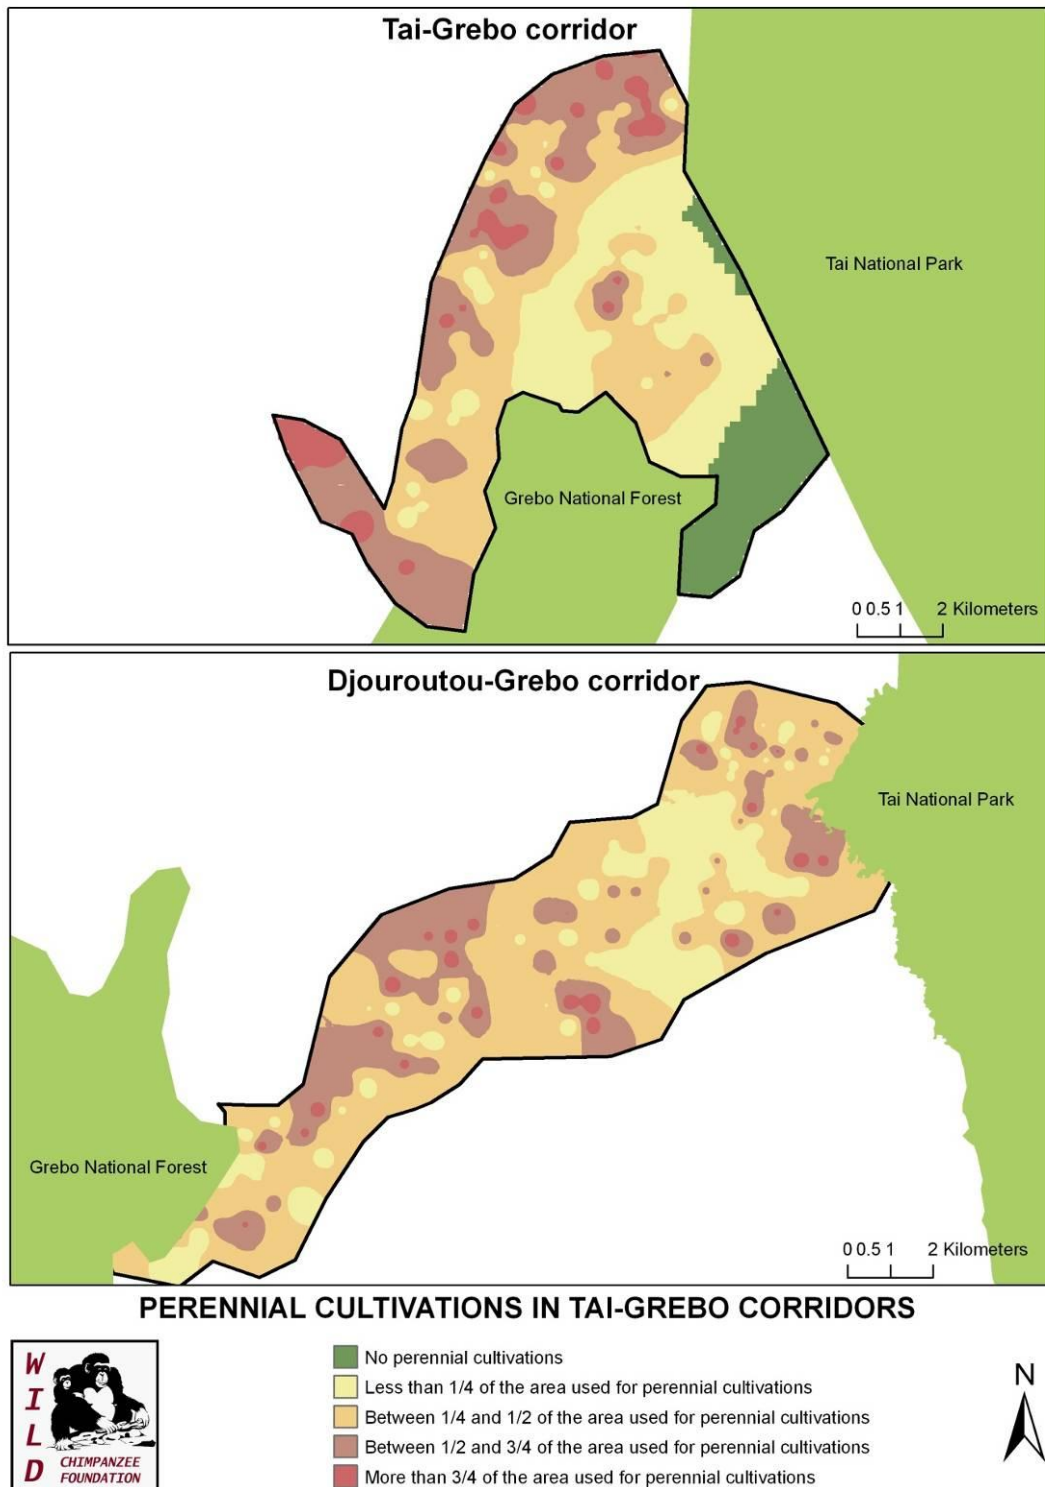 Tai-Grebo corridor
Tai National Park
Grebo National Forest
0 0.5 1 2 Kilometers
Djouroutou-Grebo corridor
Tai National Park
Grebo National Forest
0 0.5 1 2 Kilometers
PERENNIAL CULTIVATIONS IN TAI-GREBO CORRIDORS
WILD
CHIMPANZEE
FOUNDATION
No perennial cultivations
Less than 1/4 of the area used for perennial cultivations
Between 1/4 and 1/2 of the area used for perennial cultivations
Between 1/2 and 3/4 of the area used for perennial cultivations
More than 3/4 of the area used for perennial cultivations
N